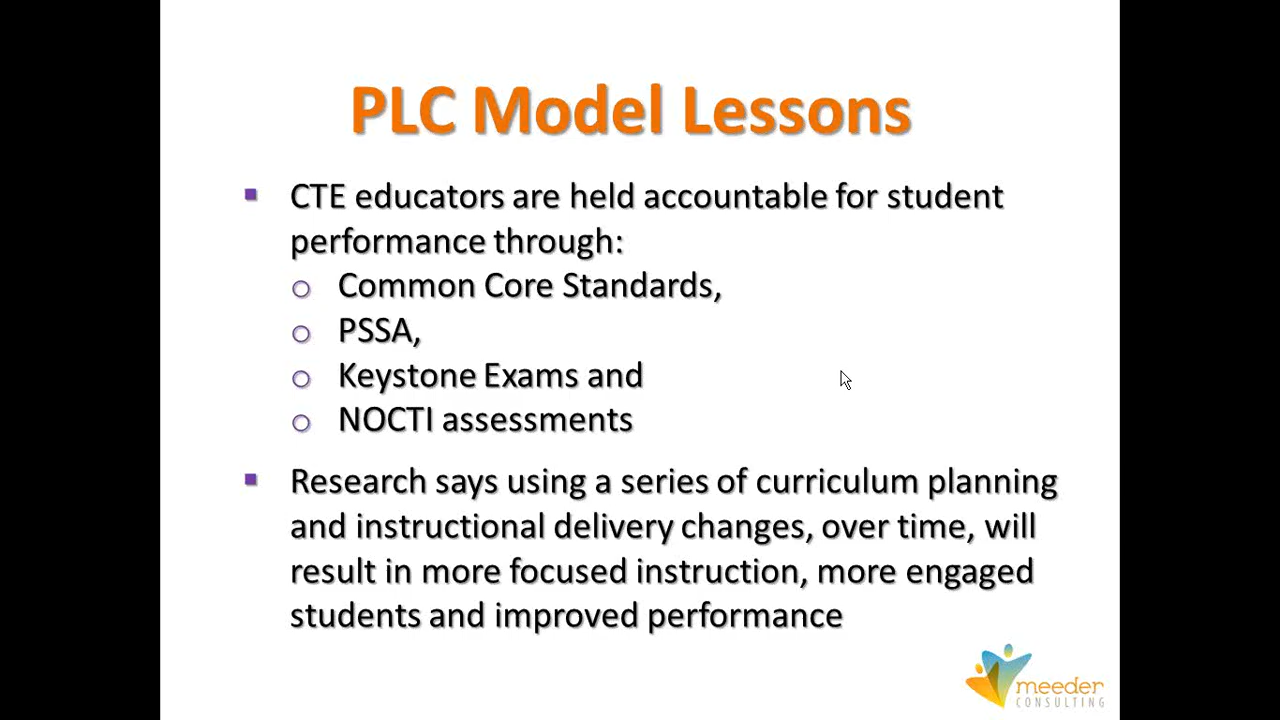 PLC Model Lessons
▪ CTE educators are held accountable for student
performance through:
o Common Core Standards,
o PSSA,
o Keystone Exams and
o NOCTI assessments
▪ Research says using a series of curriculum planning
and instructional delivery changes, over time, will
result in more focused instruction, more engaged
students and improved performance
meeder
CONSULTING